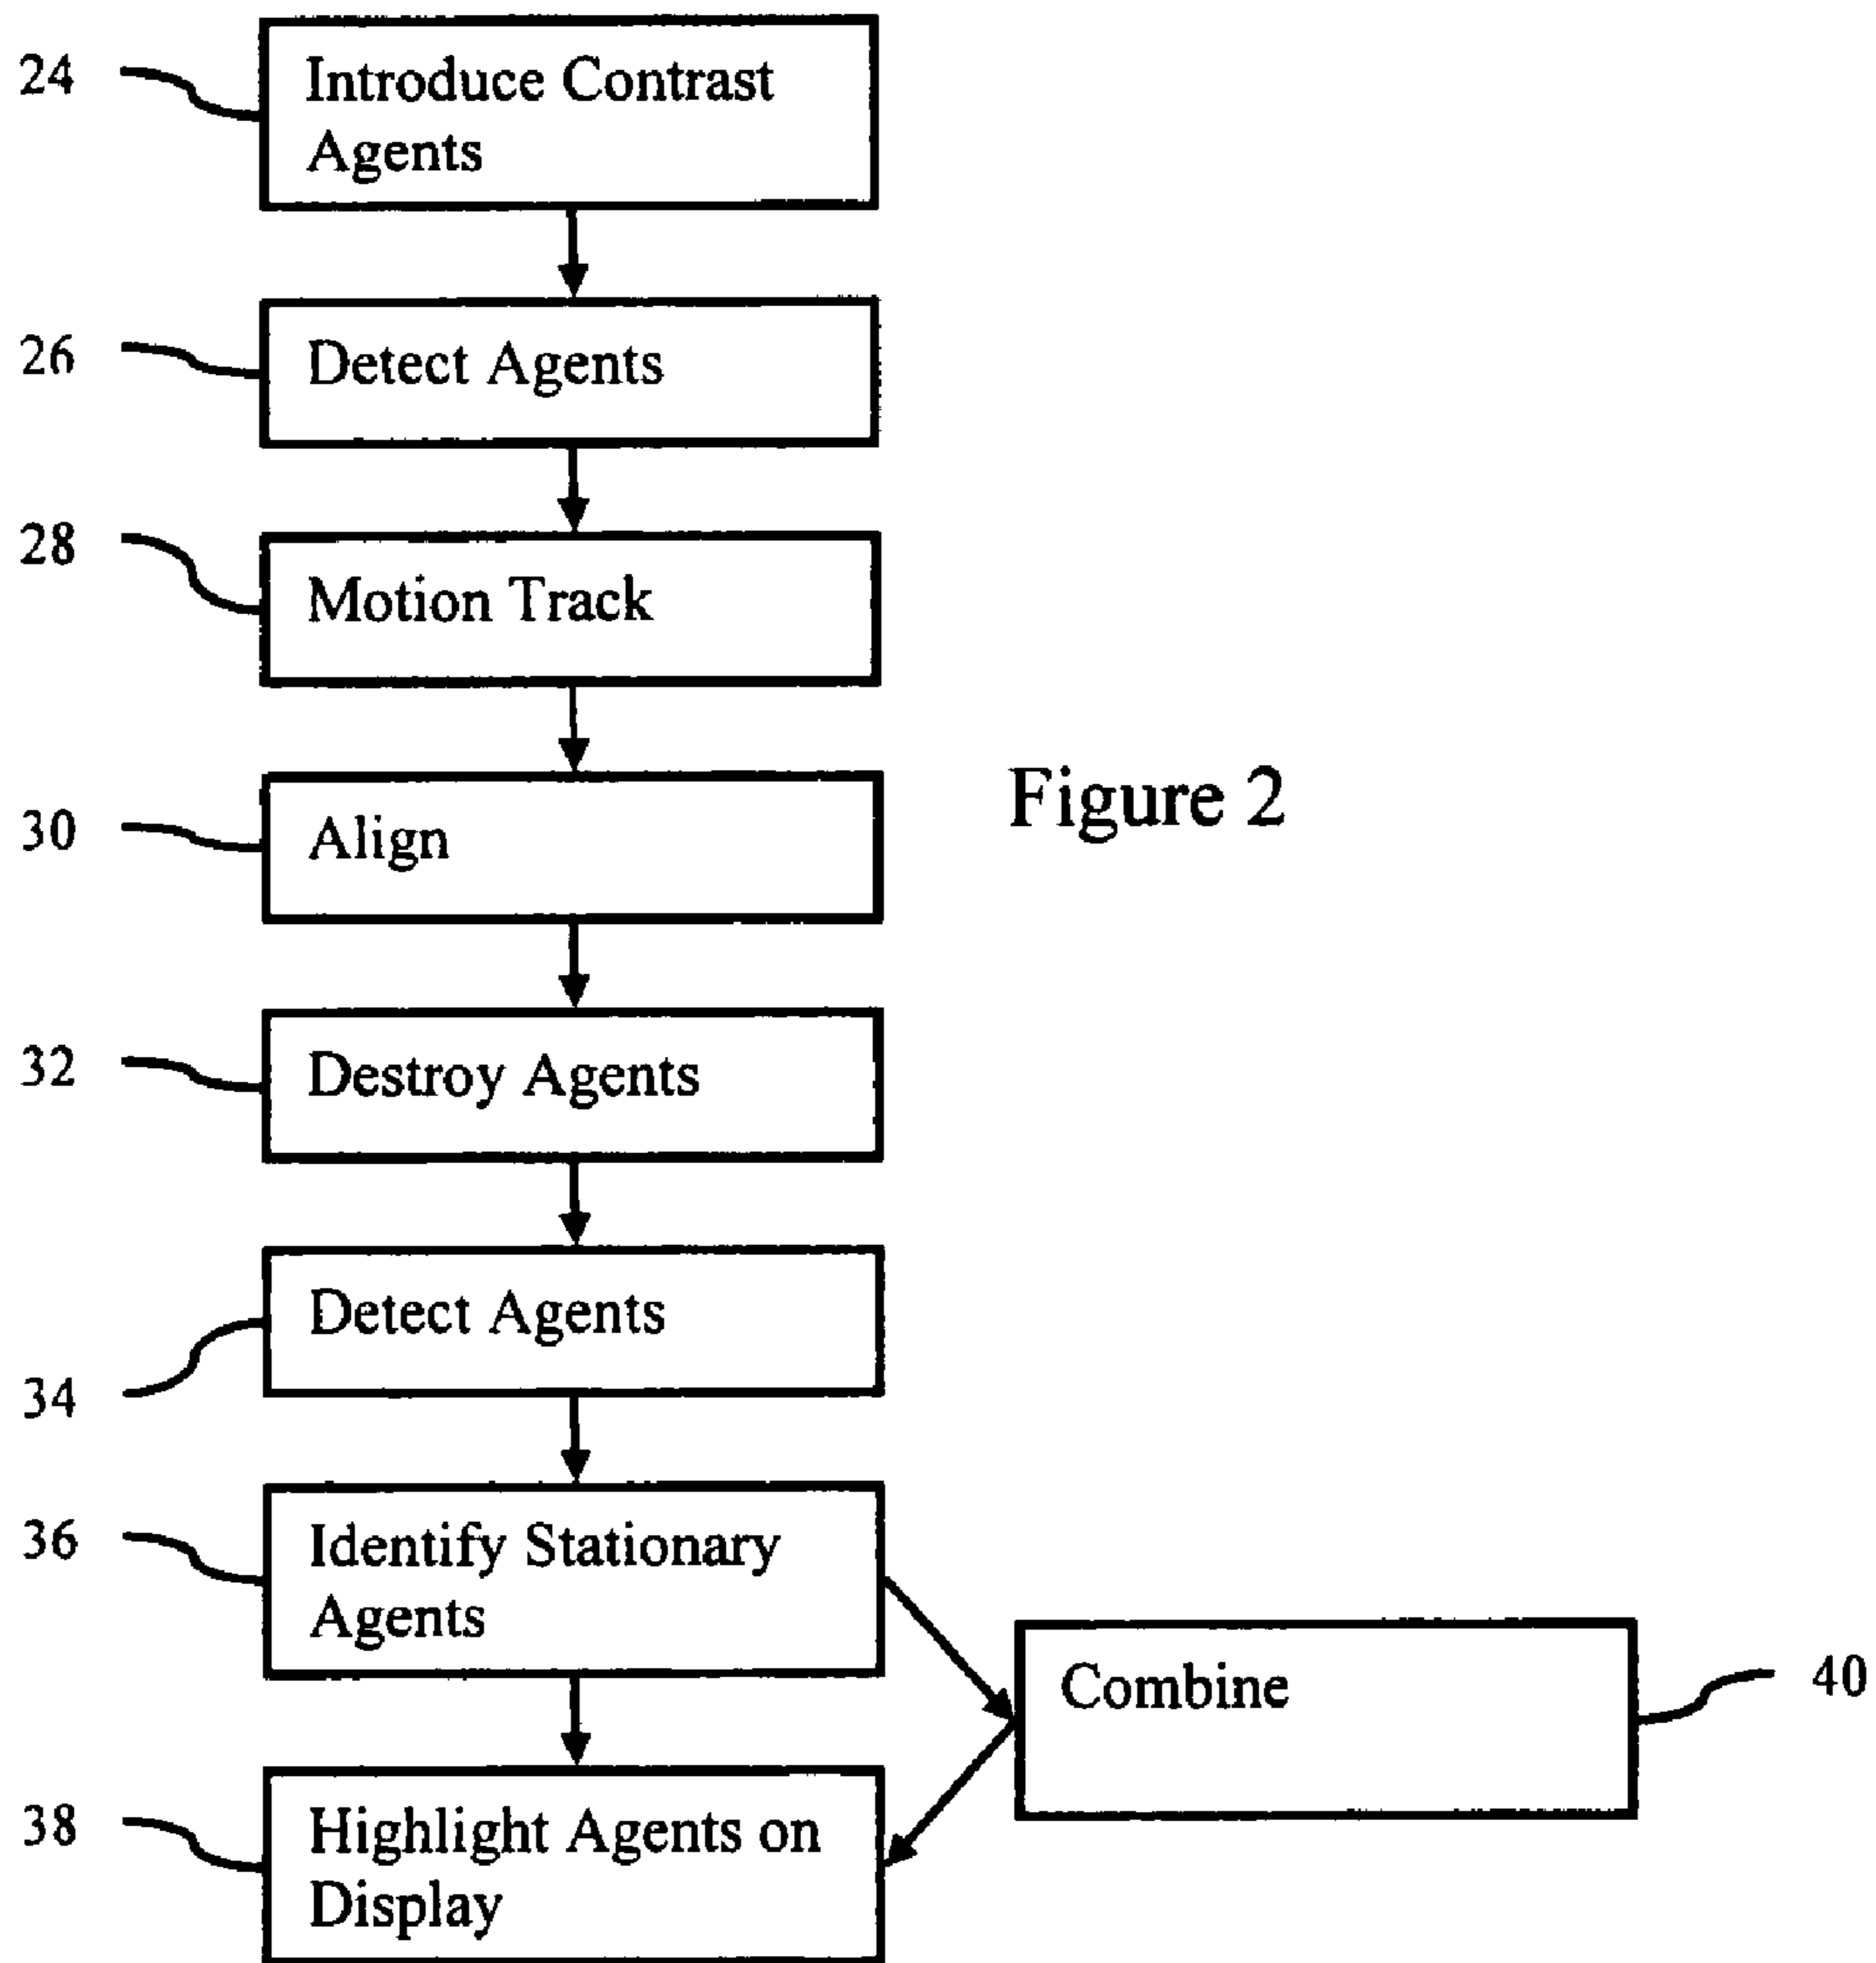 24
Introduce Contrast
Agents
26
Detect Agents
28
Motion Track
30
Align
Figure 2
32
Destroy Agents
34
Detect Agents
36
Identify Stationary
Agents
Combine
40
38
Highlight Agents on
Display